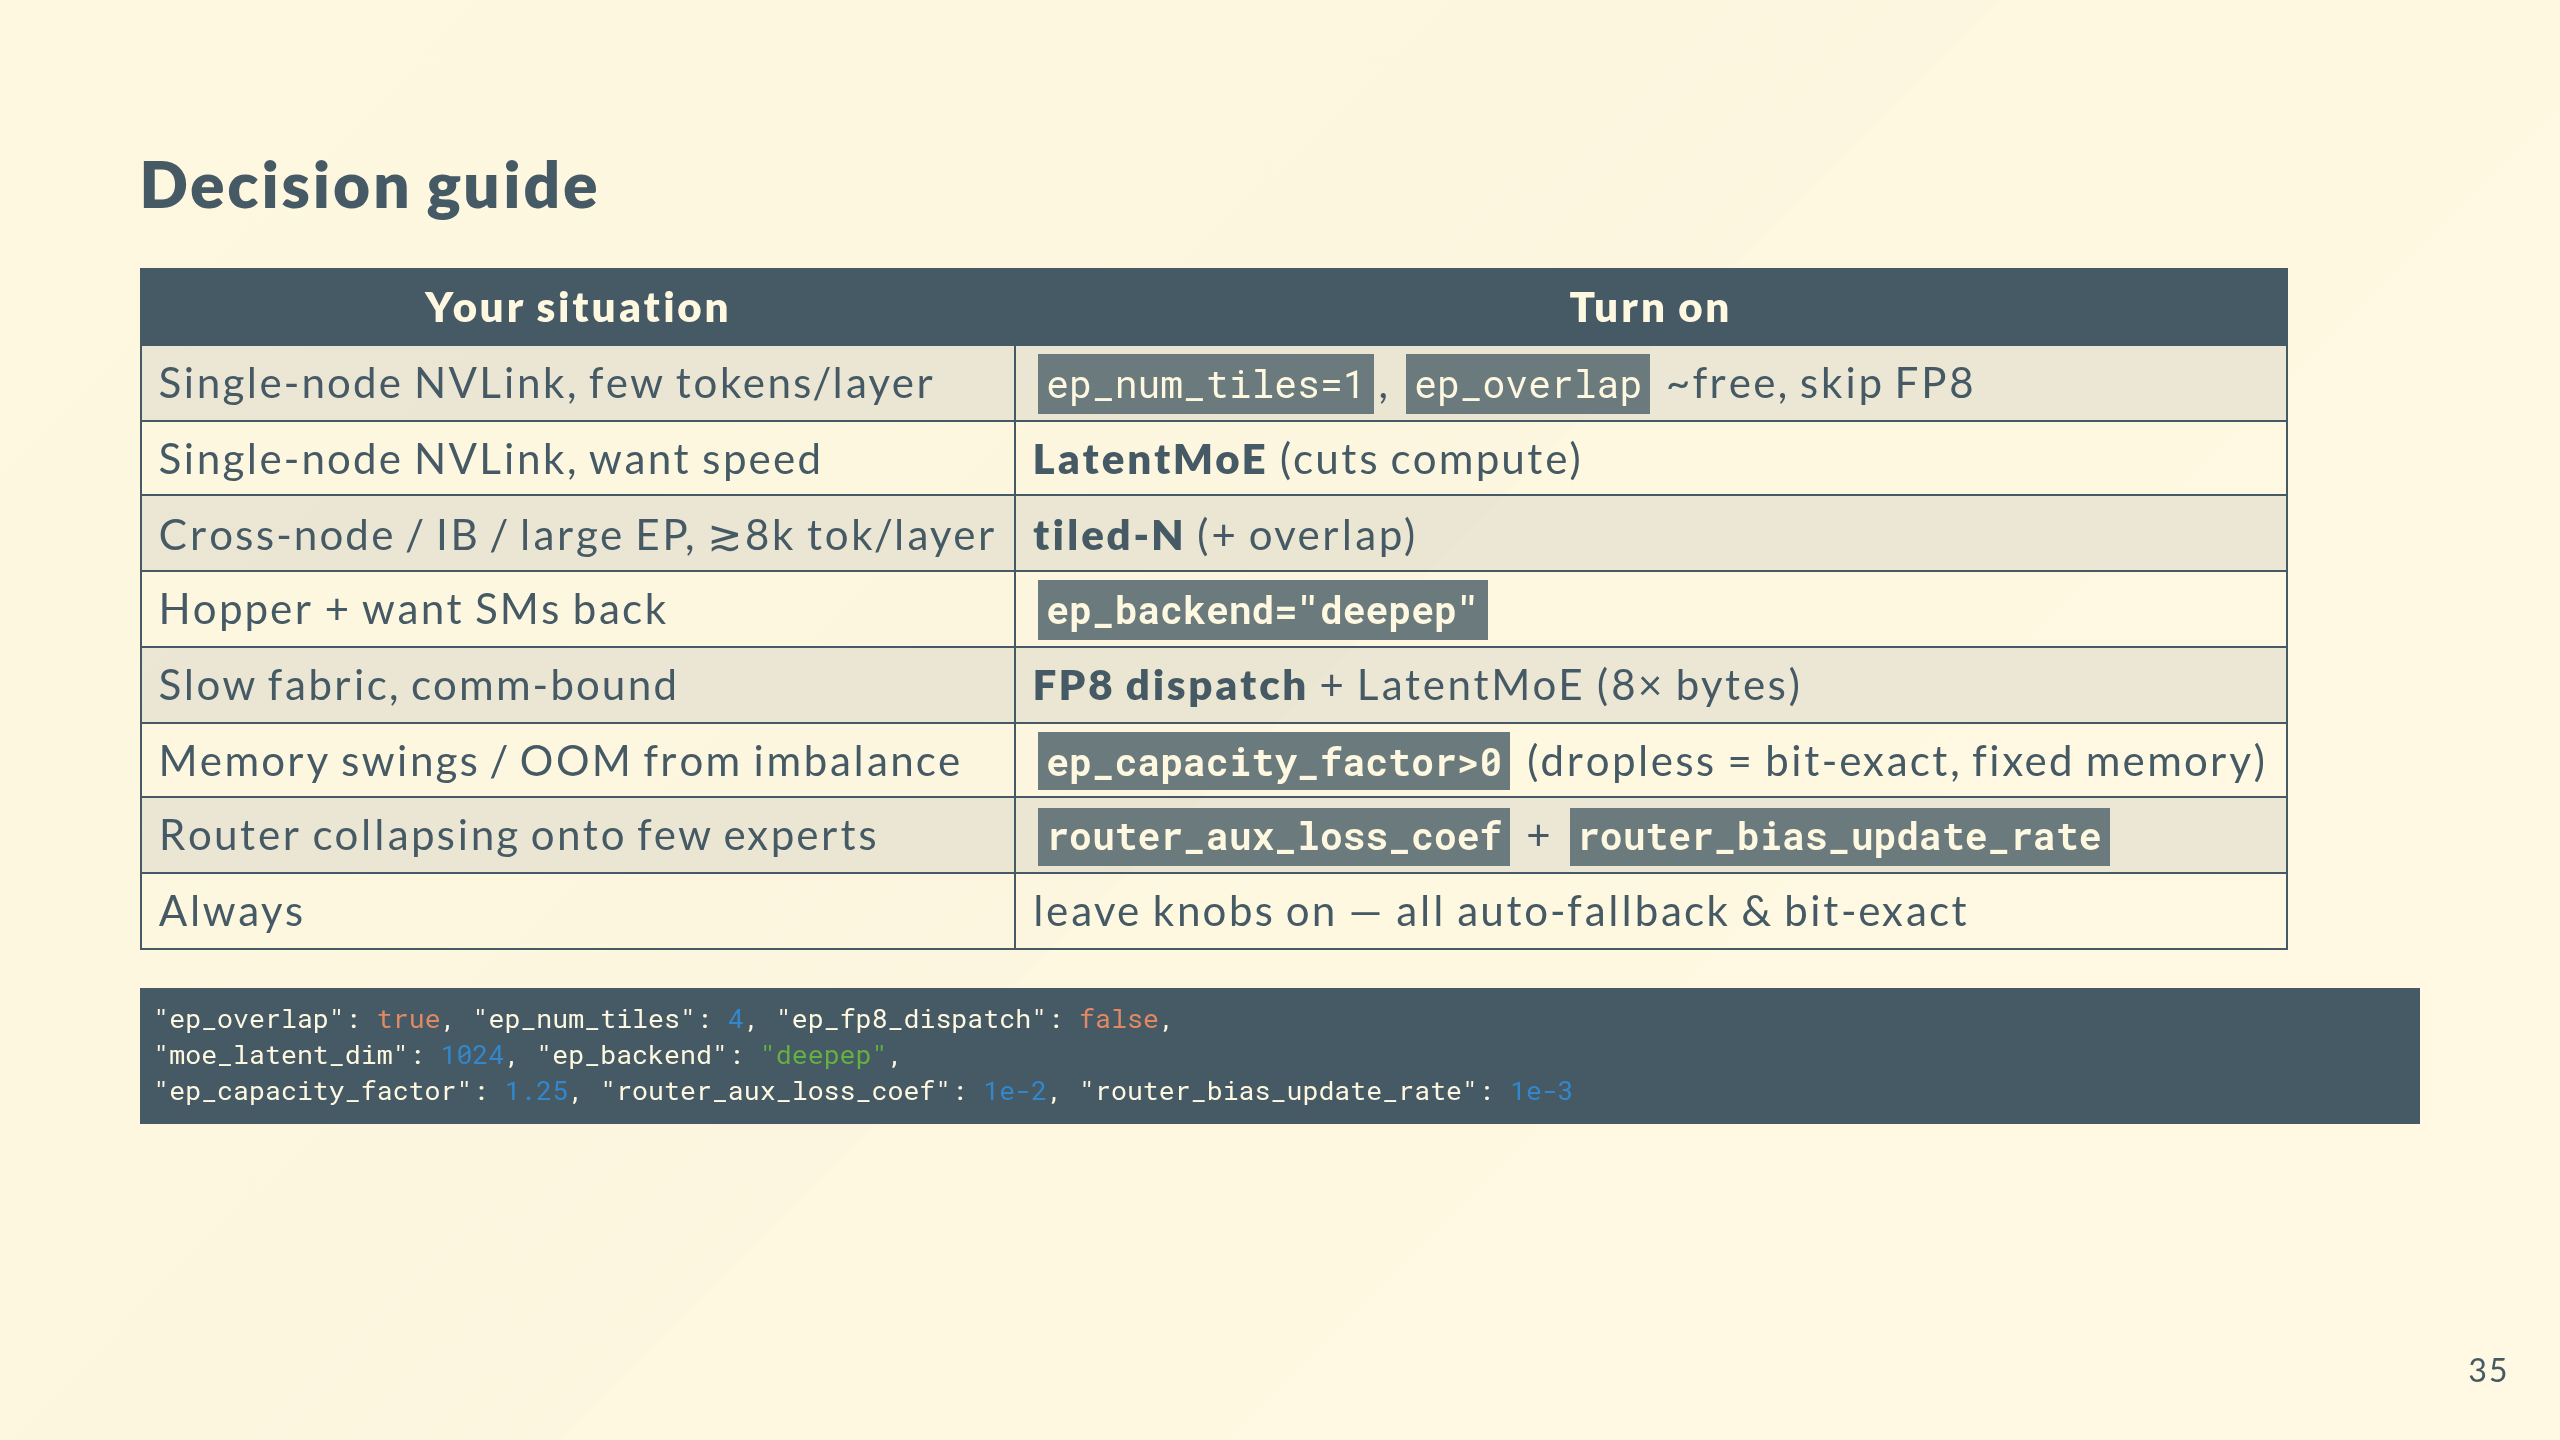 Decision guide
Your situation Turn on
Single-node NVLink, few tokens/layer ep_num_tiles=1, ep_overlap ~free, skip FP8
Single-node NVLink, want speed LatentMoE (cuts compute)
Cross-node / IB / large EP, ≳8k tok/layer tiled-N (+ overlap)
Hopper + want SMs back ep_backend="deepep"
Slow fabric, comm-bound FP8 dispatch + LatentMoE (8× bytes)
Memory swings / OOM from imbalance ep_capacity_factor>0 (dropless = bit-exact, fixed memory)
Router collapsing onto few experts router_aux_loss_coef + router_bias_update_rate
Always leave knobs on — all auto-fallback & bit-exact
"ep_overlap": true, "ep_num_tiles": 4, "ep_fp8_dispatch": false,
"moe_latent_dim": 1024, "ep_backend": "deepep",
"ep_capacity_factor": 1.25, "router_aux_loss_coef": 1e-2, "router_bias_update_rate": 1e-3
35